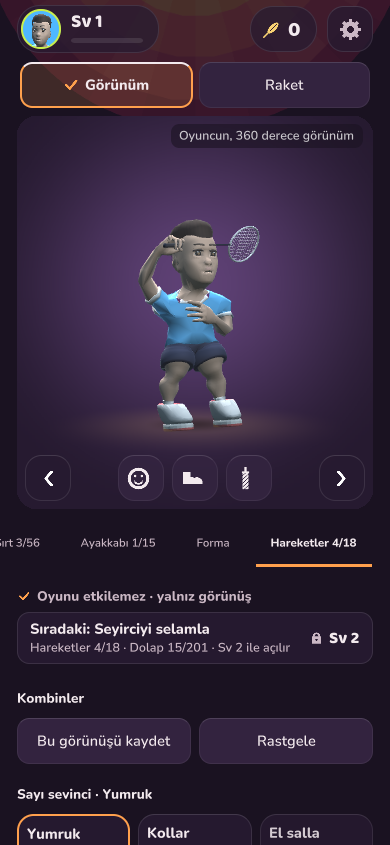 Sv 1
0
Görünüm
Raket
Oyuncun, 360 derece görünüm
Sırt 3/56
Ayakkabı 1/15
Forma
Hareketler 4/18
Oyunu etkilemez · yalnız görünüş
Sıradaki: Seyirciyi selamla
Hareketler 4/18 · Dolap 15/201 · Sv 2 ile açılır
Sv 2
Kombinler
Bu görünüşü kaydet
Rastgele
Sayı sevinci · Yumruk
Yumruk
Kollar
El salla